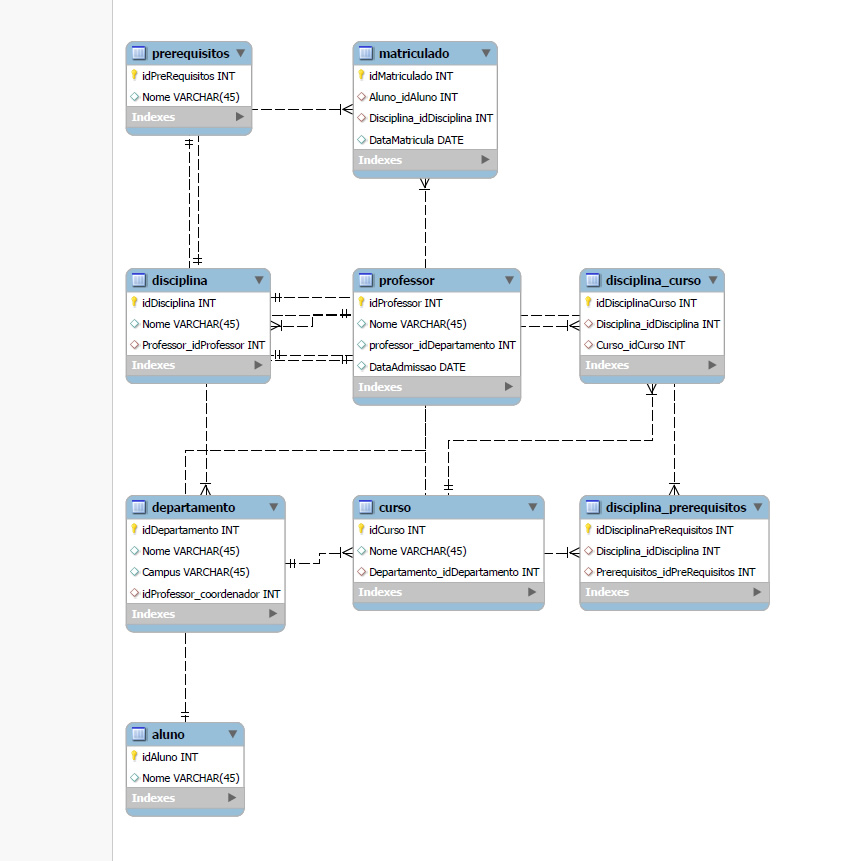 prerequisitos
idPreRequisitos INT
Nome VARCHAR(45)
Indexes
matriculado
idMatriculado INT
Aluno_idAluno INT
Disciplina_idDisciplina INT
DataMatricula DATE
Indexes
disciplina
idDisciplina INT
Nome VARCHAR(45)
Professor_idProfessor INT
Indexes
professor
idProfessor INT
Nome VARCHAR(45)
professor_idDepartamento INT
DataAdmissao DATE
Indexes
disciplina_curso
idDisciplinaCurso INT
Disciplina_idDisciplina INT
Curso_idCurso INT
Indexes
departamento
idDepartamento INT
Nome VARCHAR(45)
Campus VARCHAR(45)
idProfessor_coordenador INT
Indexes
curso
idCurso INT
Nome VARCHAR(45)
Departamento_idDepartamento INT
Indexes
disciplina_prerequisitos
idDisciplinaPreRequisitos INT
Disciplina_idDisciplina INT
Prerequisitos_idPreRequisitos INT
Indexes
aluno
idAluno INT
Nome VARCHAR(45)
Indexes